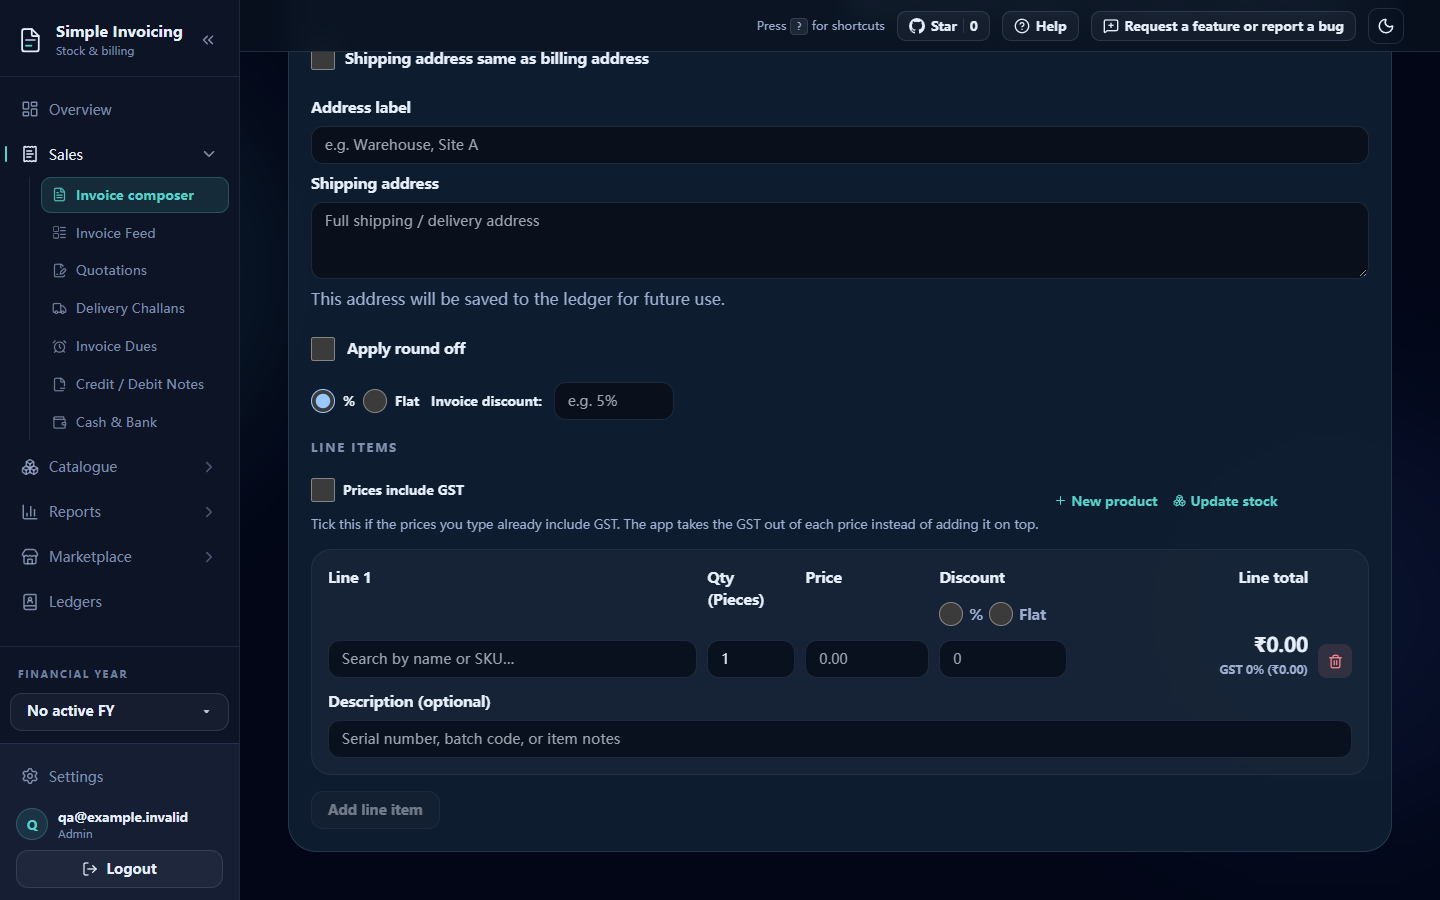 Simple Invoicing
Stock & billing
Press ? for shortcuts
Star 0
Help
Request a feature or report a bug
Overview
Sales
Invoice composer
Invoice Feed
Quotations
Delivery Challans
Invoice Dues
Credit / Debit Notes
Cash & Bank
Catalogue
Reports
Marketplace
Ledgers
FINANCIAL YEAR
No active FY
Settings
Q
qa@example.invalid
Admin
Logout
Shipping address same as billing address
Address label
e.g. Warehouse, Site A
Shipping address
Full shipping / delivery address
This address will be saved to the ledger for future use.
Apply round off
% Flat Invoice discount: e.g. 5%
LINE ITEMS
Prices include GST
Tick this if the prices you type already include GST. The app takes the GST out of each price instead of adding it on top.
+ New product Update stock
Line 1 Qty (Pieces) Price Discount Line total
% Flat
Search by name or SKU... 1 0.00 0 ₹0.00
GST 0% (₹0.00)
Description (optional)
Serial number, batch code, or item notes
Add line item